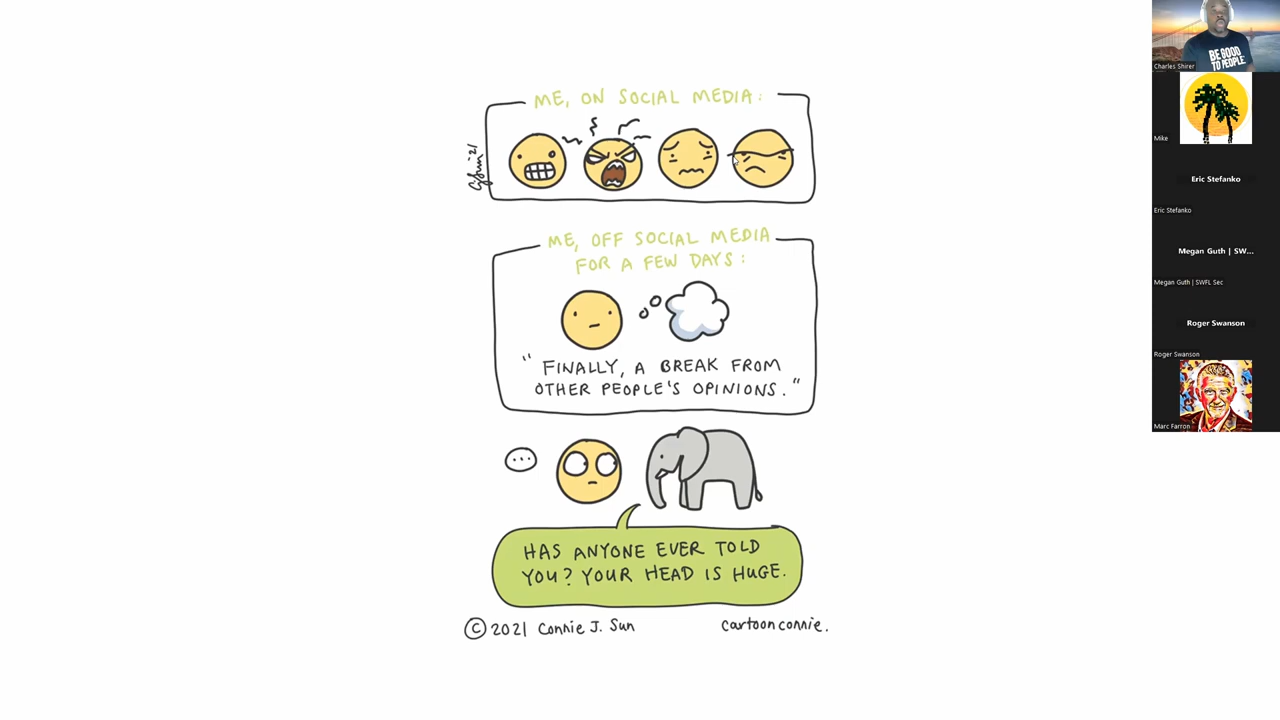 ME, ON SOCIAL MEDIA:
ME, OFF SOCIAL MEDIA
FOR A FEW DAYS:
"FINALLY, A BREAK FROM
OTHER PEOPLE'S OPINIONS."
...
HAS ANYONE EVER TOLD
YOU? YOUR HEAD IS HUGE.
© 2021 Connie J. Sun
cartoonconnie.
BE GOOD
TO PEOPLE
Charles Shirer
Mike
Eric Stefanko
Eric Stefanko
Megan Guth | SW...
Megan Guth | SWFL Sec
Roger Swanson
Roger Swanson
Marc Farron